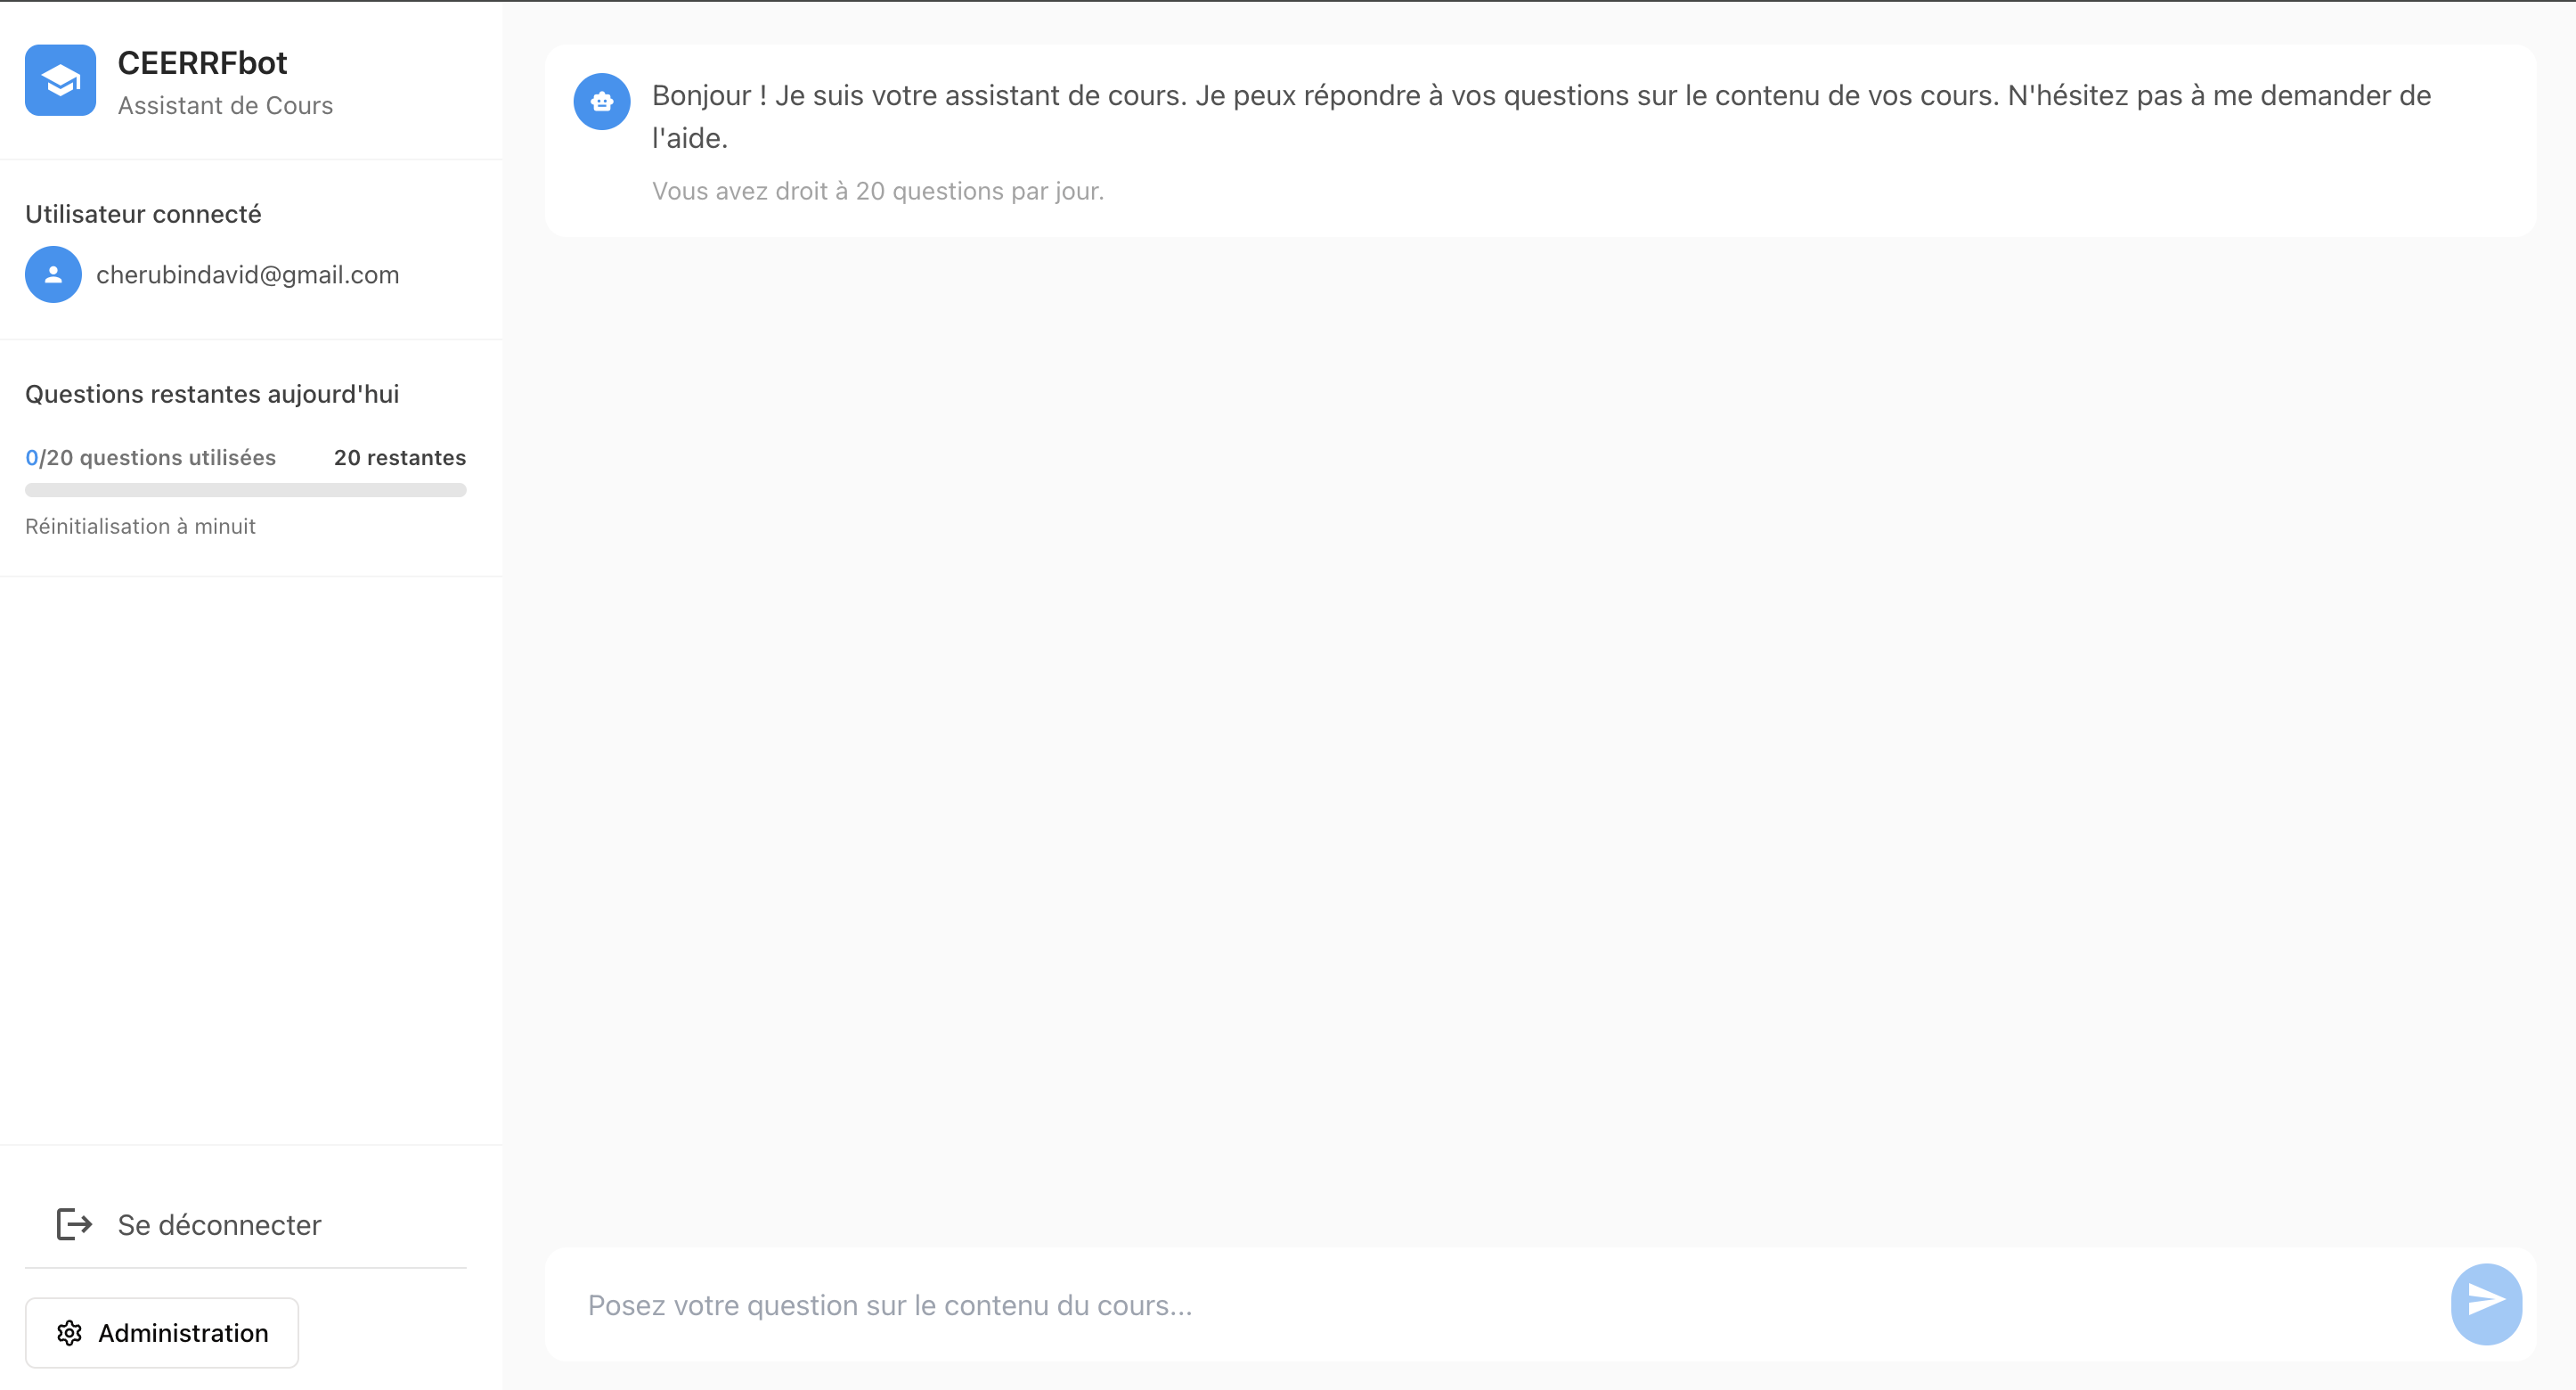 CEERRFbot
Assistant de Cours
Utilisateur connecté
cherubindavid@gmail.com
Questions restantes aujourd'hui
0/20 questions utilisées
20 restantes
Réinitialisation à minuit
Se déconnecter
Administration
Bonjour ! Je suis votre assistant de cours. Je peux répondre à vos questions sur le contenu de vos cours. N'hésitez pas à me demander de
l'aide.
Vous avez droit à 20 questions par jour.
Posez votre question sur le contenu du cours...